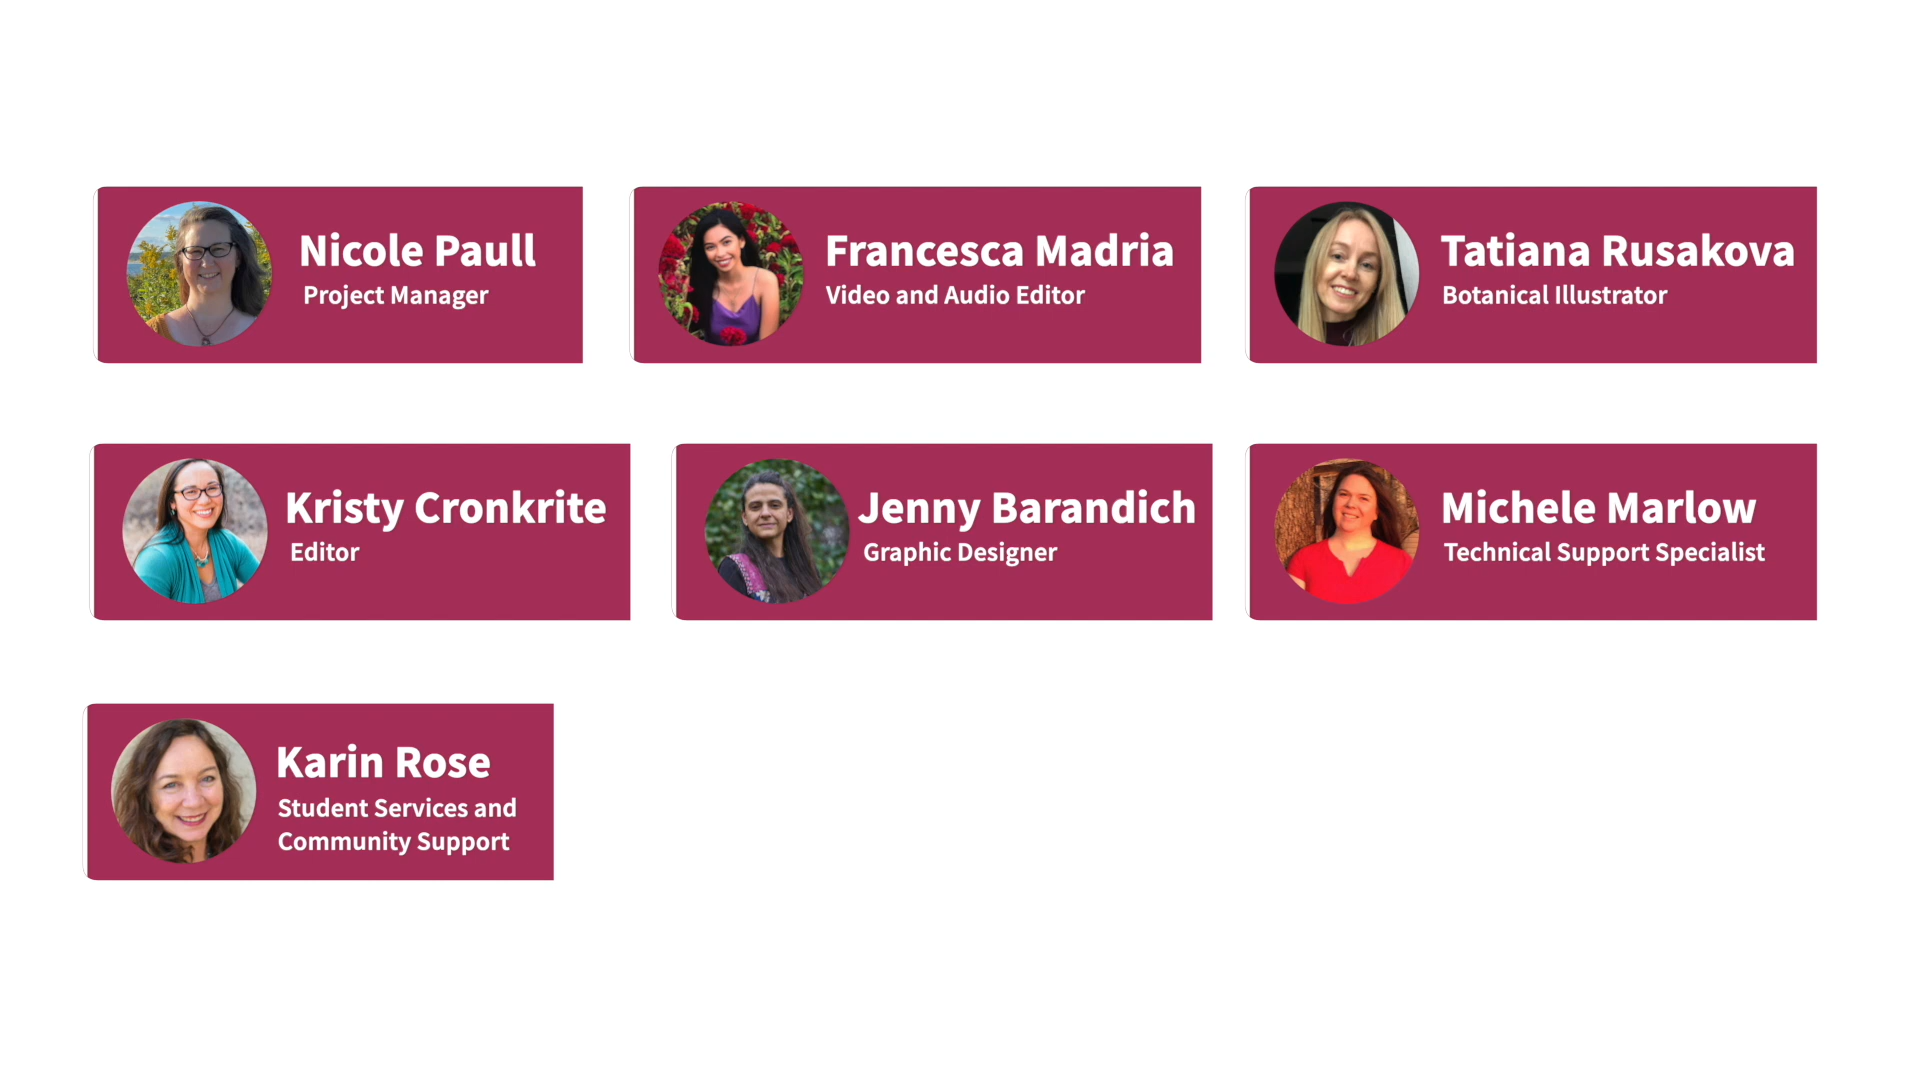 Nicole Paull
Project Manager
Francesca Madria
Video and Audio Editor
Tatiana Rusakova
Botanical Illustrator
Kristy Cronkrite
Editor
Jenny Barandich
Graphic Designer
Michele Marlow
Technical Support Specialist
Karin Rose
Student Services and
Community Support